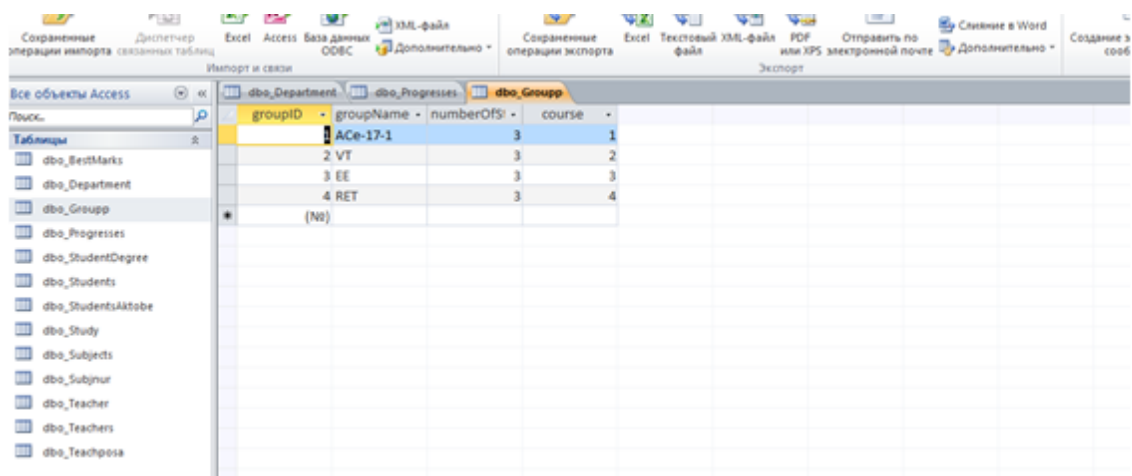 XML-файл
Слияние в Word
Сохраненные операции импорта
Диспетчер связанных таблиц
Excel
Access
База данных ODBC
Дополнительно
Сохраненные операции экспорта
Excel
Текстовый файл
XML-файл
PDF или XPS
Отправить по электронной почте
Дополнительно
Создание э
сооб
Импорт и связи
Экспорт
Все объекты Access
dbo_Department
dbo_Progresses
dbo_Groupp
Поиск..
groupID groupName numberOfSt course
Таблицы
1 ACe-17-1 3 1
2 VT 3 2
3 EE 3 3
4 RET 3 4
(№)
dbo_BestMarks
dbo_Department
dbo_Groupp
dbo_Progresses
dbo_StudentDegree
dbo_Students
dbo_StudentsAktobe
dbo_Study
dbo_Subjects
dbo_Subjnur
dbo_Teacher
dbo_Teachers
dbo_Teachposa